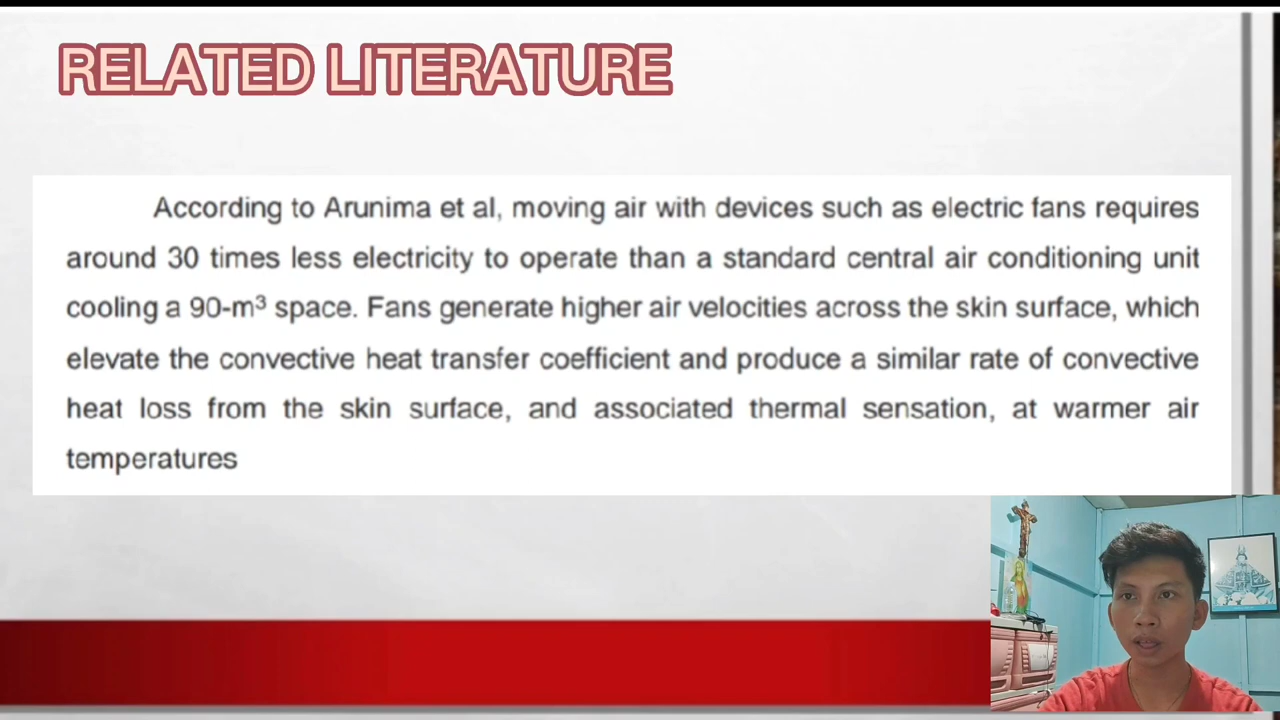 RELATED LITERATURE
According to Arunima et al, moving air with devices such as electric fans requires
around 30 times less electricity to operate than a standard central air conditioning unit
cooling a 90-m³ space. Fans generate higher air velocities across the skin surface, which
elevate the convective heat transfer coefficient and produce a similar rate of convective
heat loss from the skin surface, and associated thermal sensation, at warmer air
temperatures